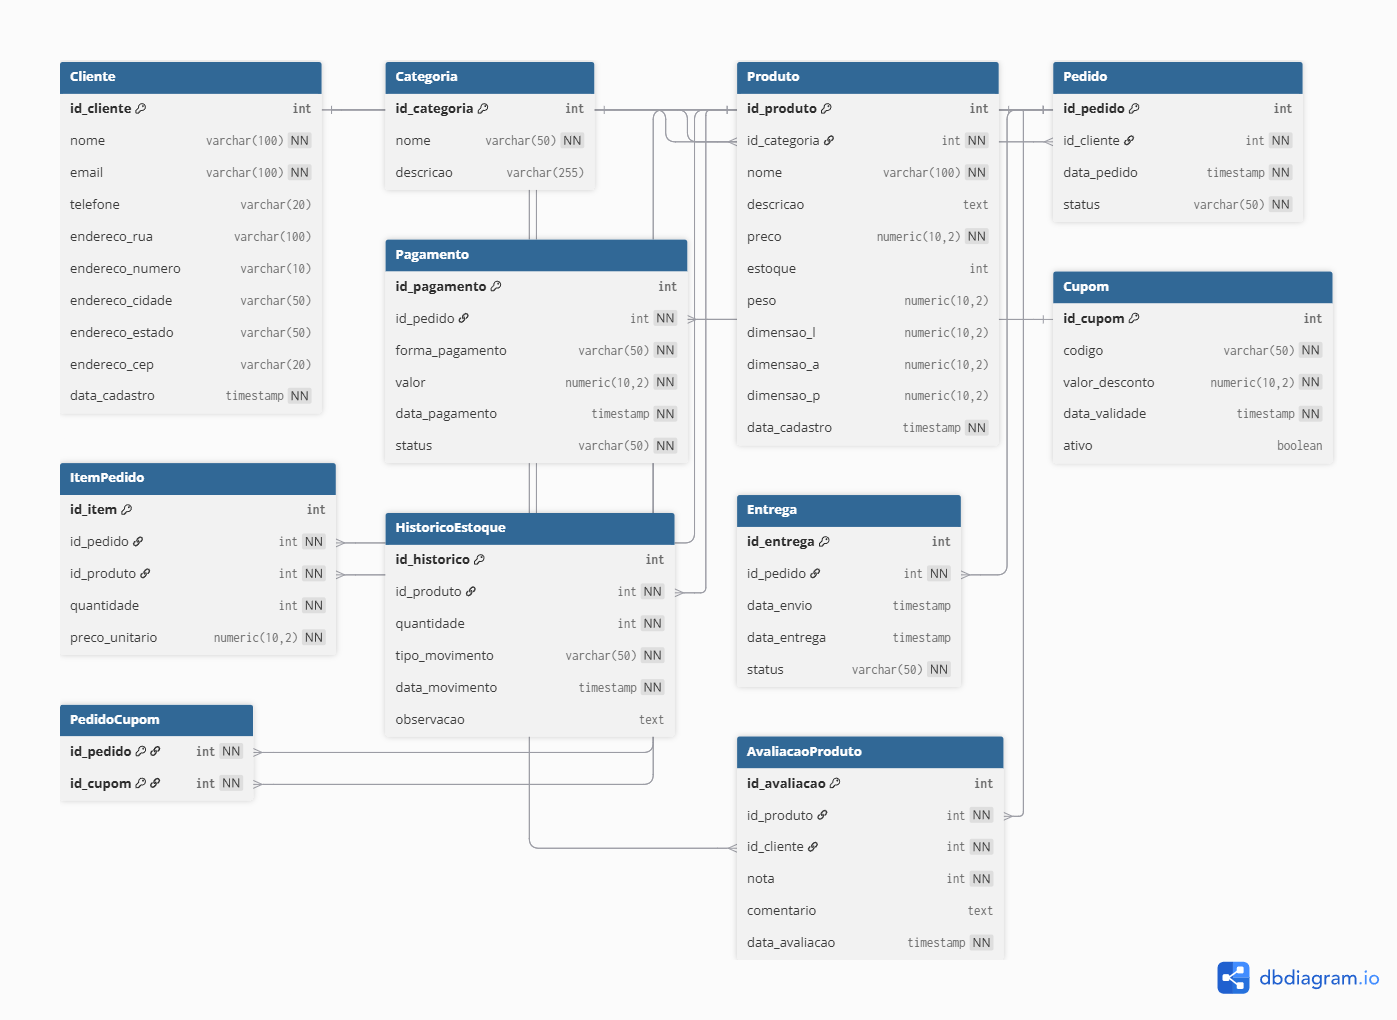 Cliente
id_cliente int
nome varchar(100) NN
email varchar(100) NN
telefone varchar(20)
endereco_rua varchar(100)
endereco_numero varchar(10)
endereco_cidade varchar(50)
endereco_estado varchar(50)
endereco_cep varchar(20)
data_cadastro timestamp NN
Categoria
id_categoria int
nome varchar(50) NN
descricao varchar(255)
Produto
id_produto int
id_categoria int NN
nome varchar(100) NN
descricao text
preco numeric(10,2) NN
estoque int
peso numeric(10,2)
dimensao_l numeric(10,2)
dimensao_a numeric(10,2)
dimensao_p numeric(10,2)
data_cadastro timestamp NN
Pedido
id_pedido int
id_cliente int NN
data_pedido timestamp NN
status varchar(50) NN
Pagamento
id_pagamento int
id_pedido int NN
forma_pagamento varchar(50) NN
valor numeric(10,2) NN
data_pagamento timestamp NN
status varchar(50) NN
Cupom
id_cupom int
codigo varchar(50) NN
valor_desconto numeric(10,2) NN
data_validade timestamp NN
ativo boolean
ItemPedido
id_item int
id_pedido int NN
id_produto int NN
quantidade int NN
preco_unitario numeric(10,2) NN
HistoricoEstoque
id_historico int
id_produto int NN
quantidade int NN
tipo_movimento varchar(50) NN
data_movimento timestamp NN
observacao text
Entrega
id_entrega int
id_pedido int NN
data_envio timestamp
data_entrega timestamp
status varchar(50) NN
PedidoCupom
id_pedido int NN
id_cupom int NN
AvaliacaoProduto
id_avaliacao int
id_produto int NN
id_cliente int NN
nota int NN
comentario text
data_avaliacao timestamp NN
dbdiagram.io